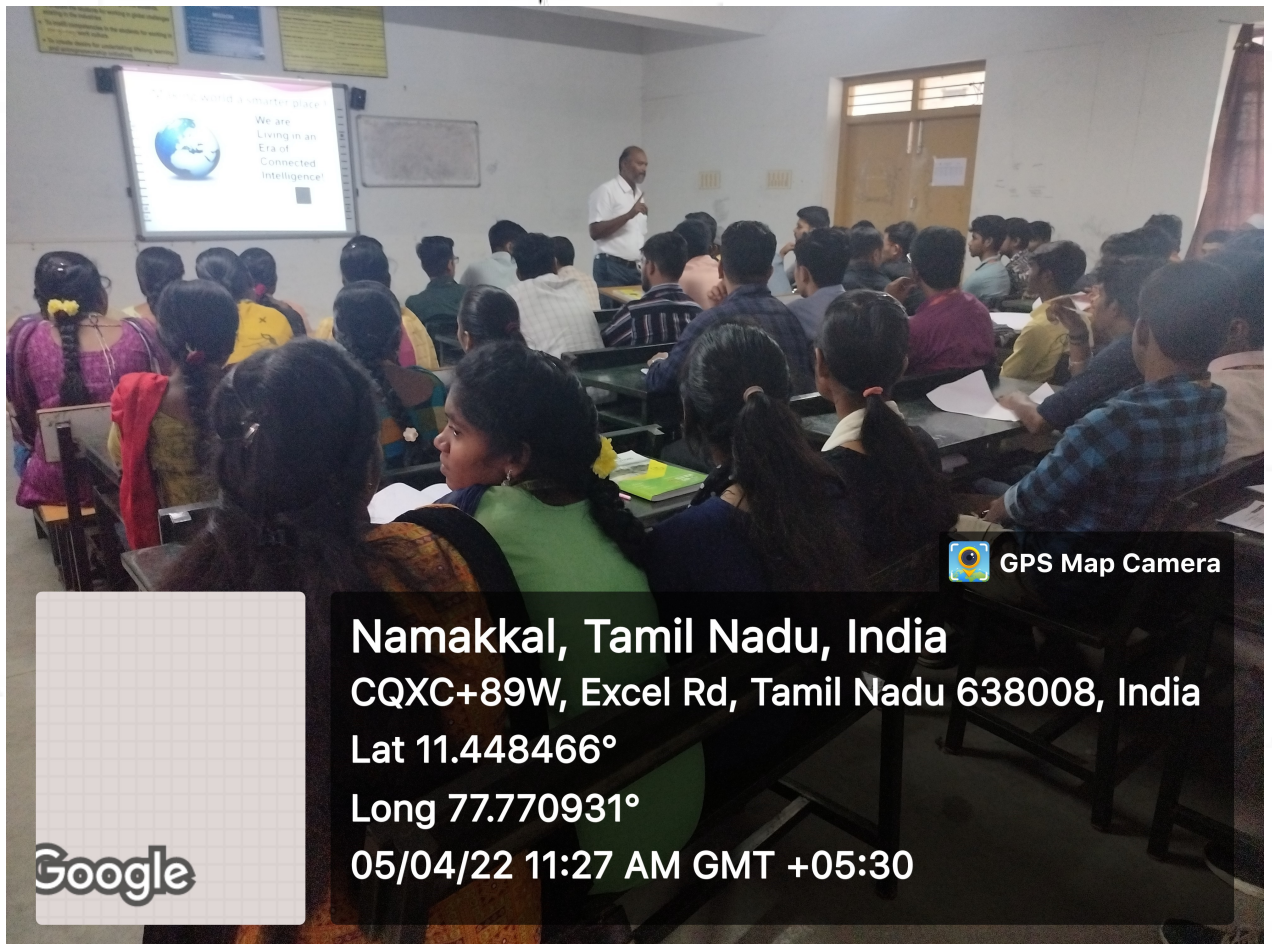 We are
Living in an
Era of
Connected
Intelligence!
GPS Map Camera
Namakkal, Tamil Nadu, India
CQXC+89W, Excel Rd, Tamil Nadu 638008, India
Lat 11.448466°
Long 77.770931°
05/04/22 11:27 AM GMT +05:30
Google